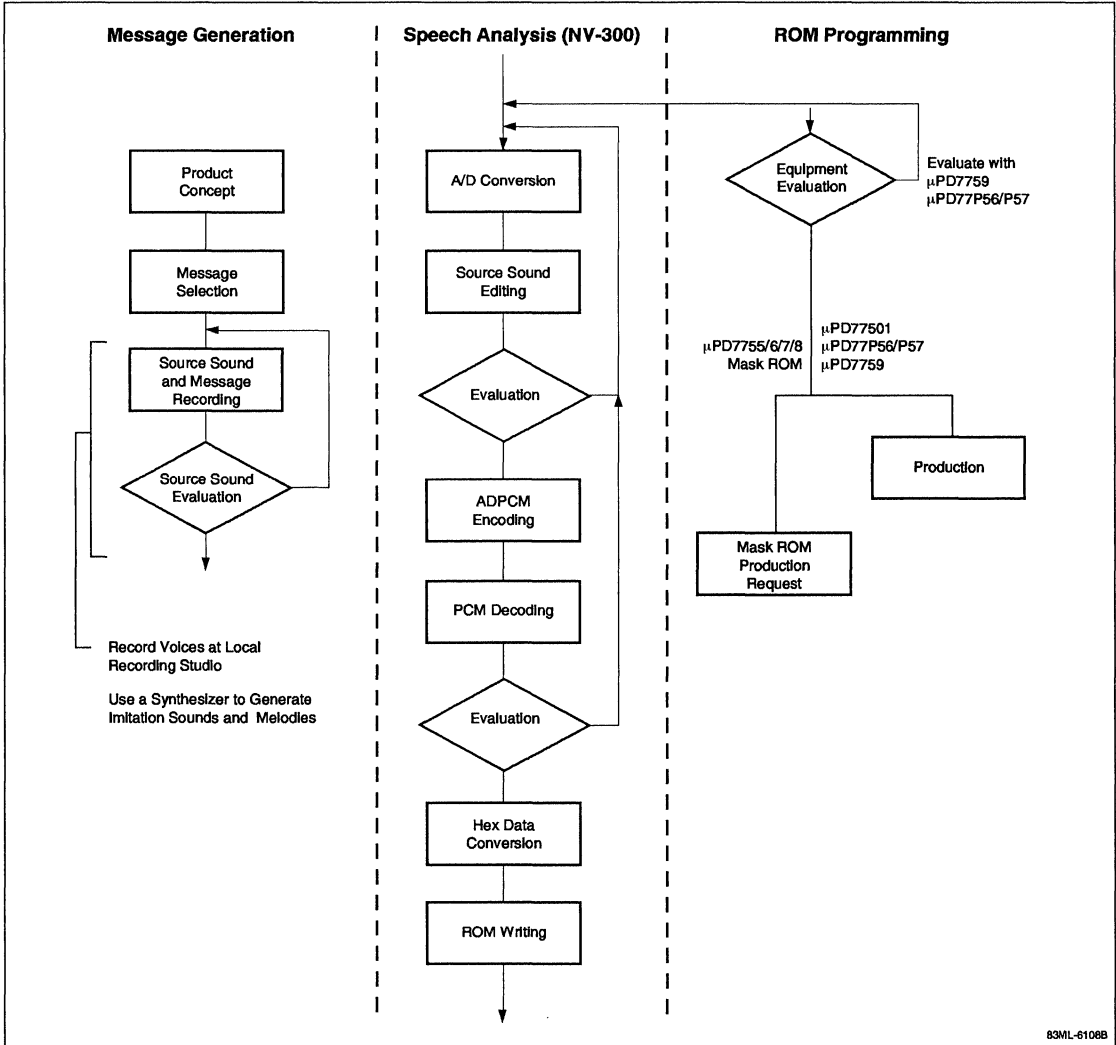 Message Generation
Product
Concept
Message
Selection
Source Sound
and Message
Recording
Source Sound
Evaluation
Record Voices at Local
Recording Studio
Use a Synthesizer to Generate
Imitation Sounds and Melodies
Speech Analysis (NV-300)
A/D Conversion
Source Sound
Editing
Evaluation
ADPCM
Encoding
PCM Decoding
Evaluation
Hex Data
Conversion
ROM Writing
ROM Programming
Equipment
Evaluation
Evaluate with
μPD7759
μPD77P56/P57
μPD7755/6/7/8
Mask ROM
μPD77501
μPD77P56/P57
μPD7759
Production
Mask ROM
Production
Request
83ML-6108B